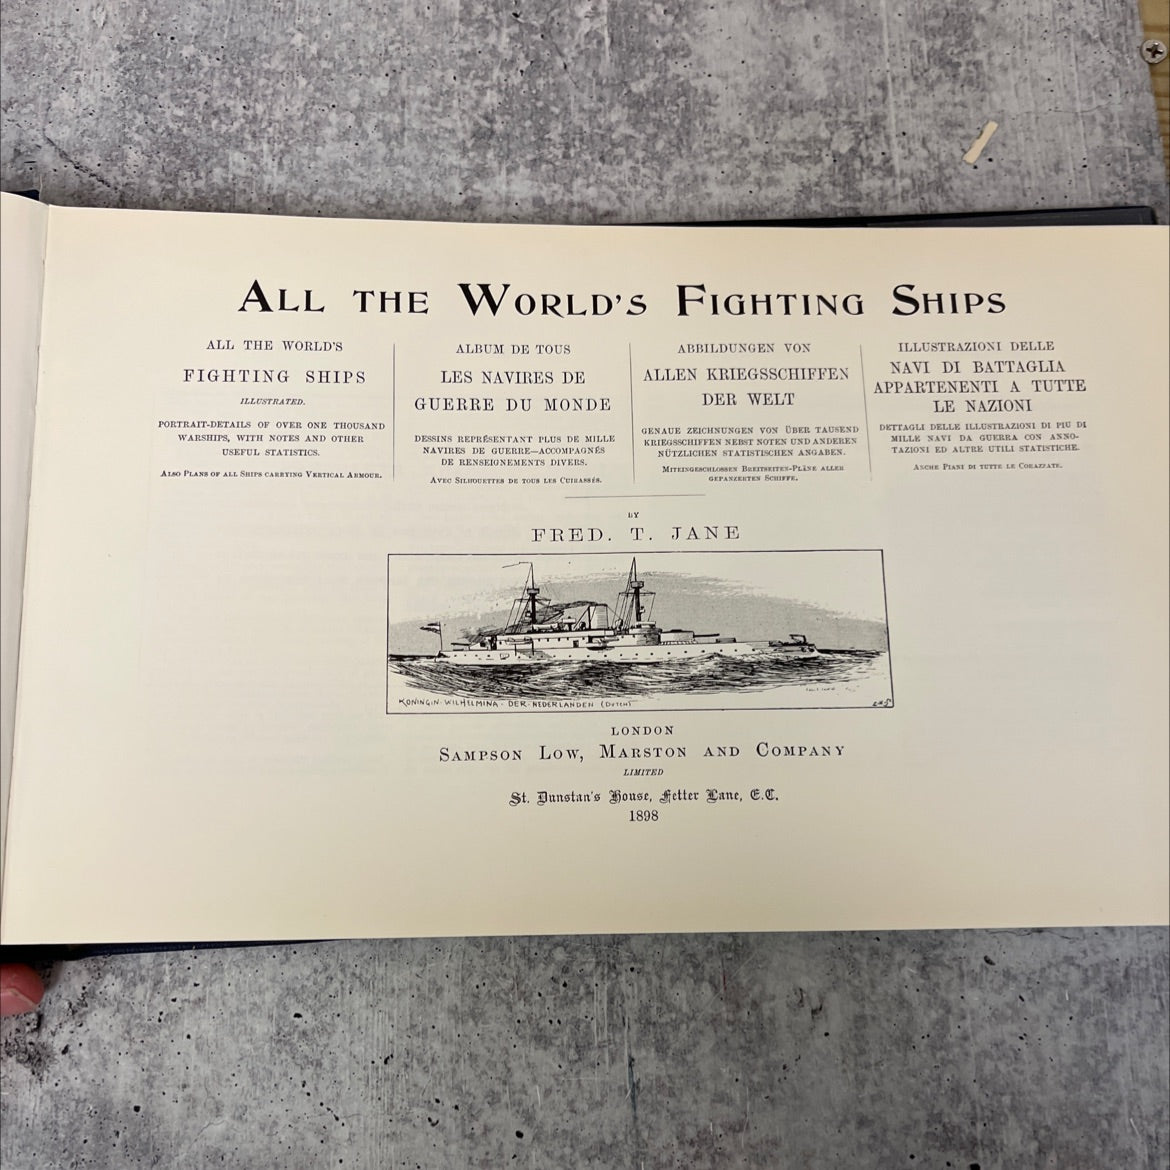 ALL THE WORLD'S FIGHTING SHIPS
ALL THE WORLD'S
FIGHTING SHIPS
ILLUSTRATED.
PORTRAIT-DETAILS OF OVER ONE THOUSAND
WARSHIPS, WITH NOTES AND OTHER
USEFUL STATISTICS.
ALSO PLANS OF ALL SHIPS CARRYING VERTICAL ARMOUR.
ALBUM DE TOUS
LES NAVIRES DE
GUERRE DU MONDE
DESSINS REPRÉSENTANT PLUS DE MILLE
NAVIRES DE GUERRE—ACCOMPAGNÉS
DE RENSEIGNEMENTS DIVERS.
AVEC SILHOUETTES DE TOUS LES CUIRASSÉS.
ABBILDUNGEN VON
ALLEN KRIEGSSCHIFFEN
DER WELT
GENAUE ZEICHNUNGEN VON ÜBER TAUSEND
KRIEGSSCHIFFEN NEBST NOTEN UND ANDEREN
NÜTZLICHEN STATISTISCHEN ANGABEN.
MITEINGESCHLOSSEN BREITSEITEN-PLÄNE ALLER
GEPANZERTEN SCHIFFE.
ILLUSTRAZIONI DELLE
NAVI DI BATTAGLIA
APPARTENENTI A TUTTE
LE NAZIONI
DETTAGLI DELLE ILLUSTRAZIONI DI PIU DI
MILLE NAVI DA GUERRA CON ANNO-
TAZIONI ED ALTRE UTILI STATISTICHE.
ANCHE PIANI DI TUTTE LE CORAZZATE.
BY
FRED. T. JANE
KONINGIN·WILHELMINA·DER·NEDERLANDEN (DUTCH)
LONDON
SAMPSON LOW, MARSTON AND COMPANY
LIMITED
St. Dunstan's House, Fetter Lane, E.C.
1898